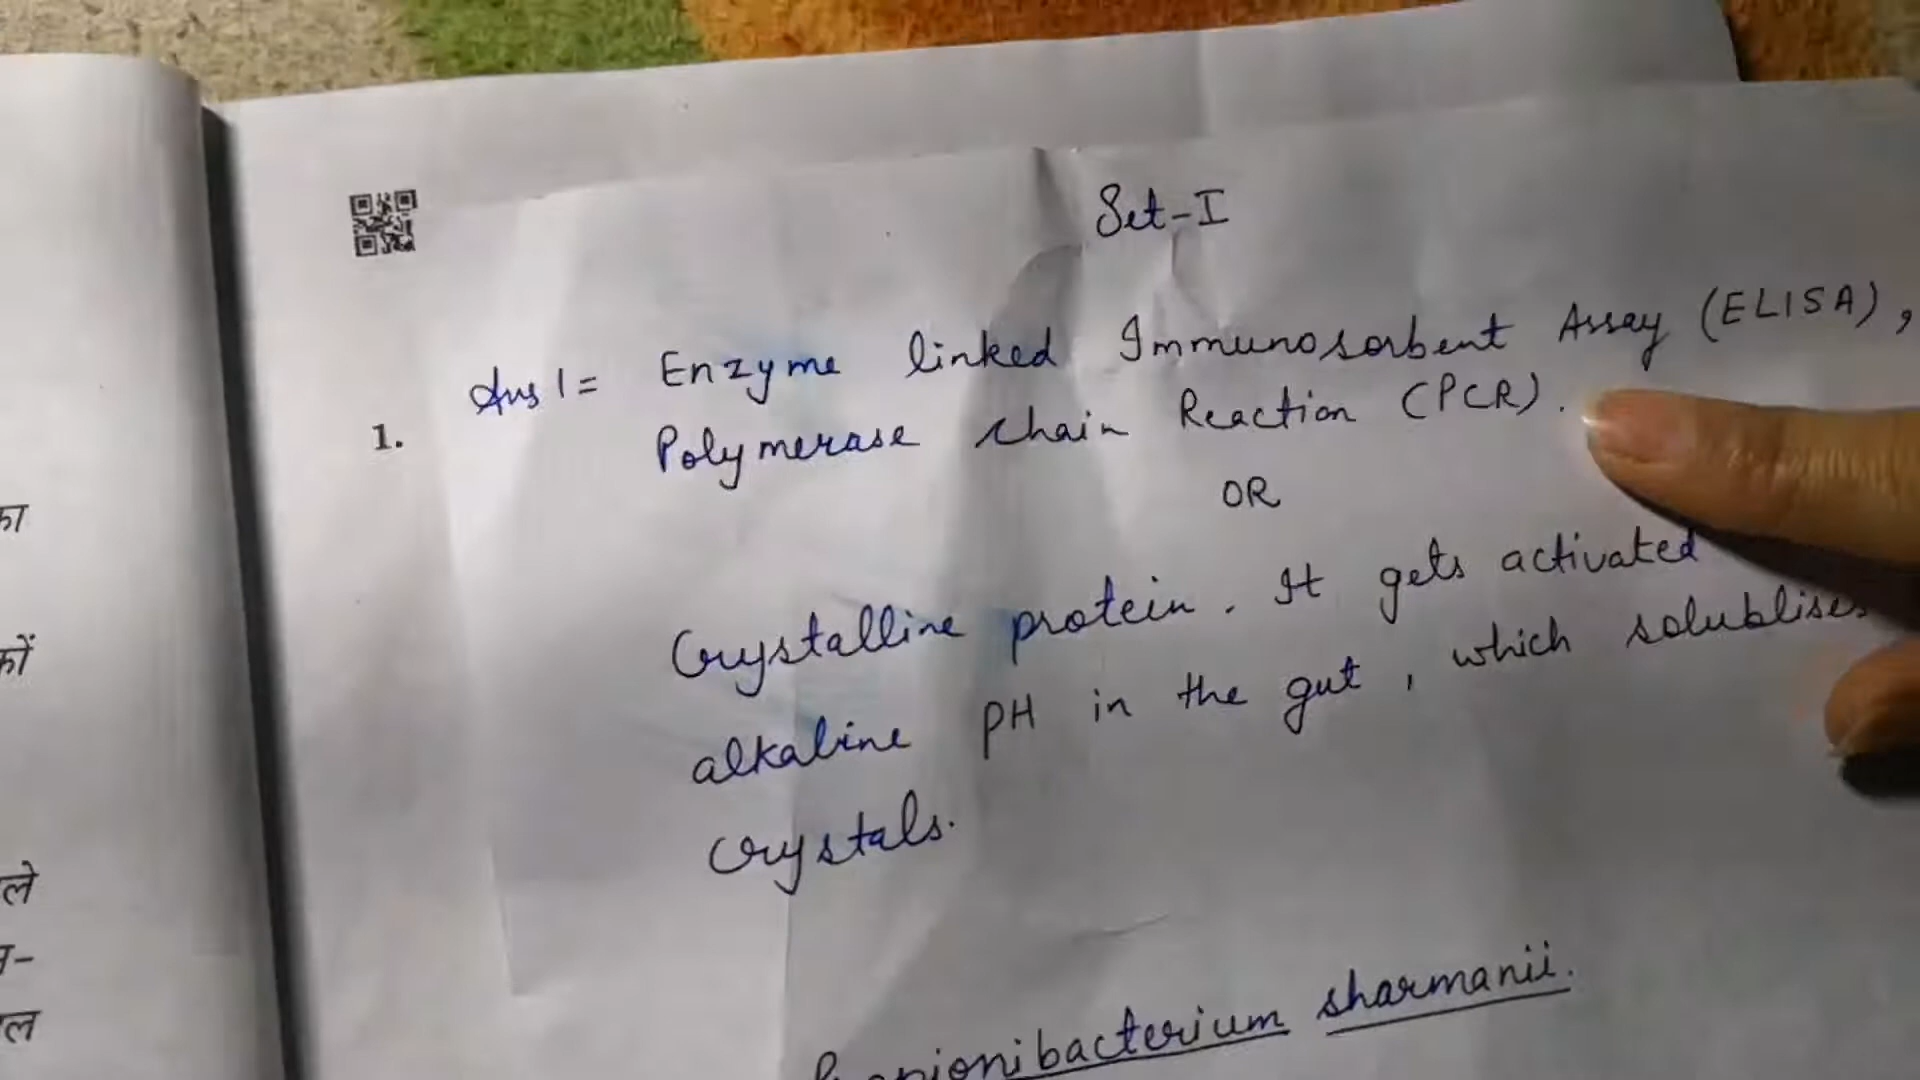 Set-I
Ans 1= Enzyme linked Immunosorbent Assay (ELISA),
1.
Polymerase chain Reaction (PCR).
OR
Crystalline protein. It gets activated
alkaline pH in the gut, which solublises
crystals.
sharmanii.
का
कों
ले
ल